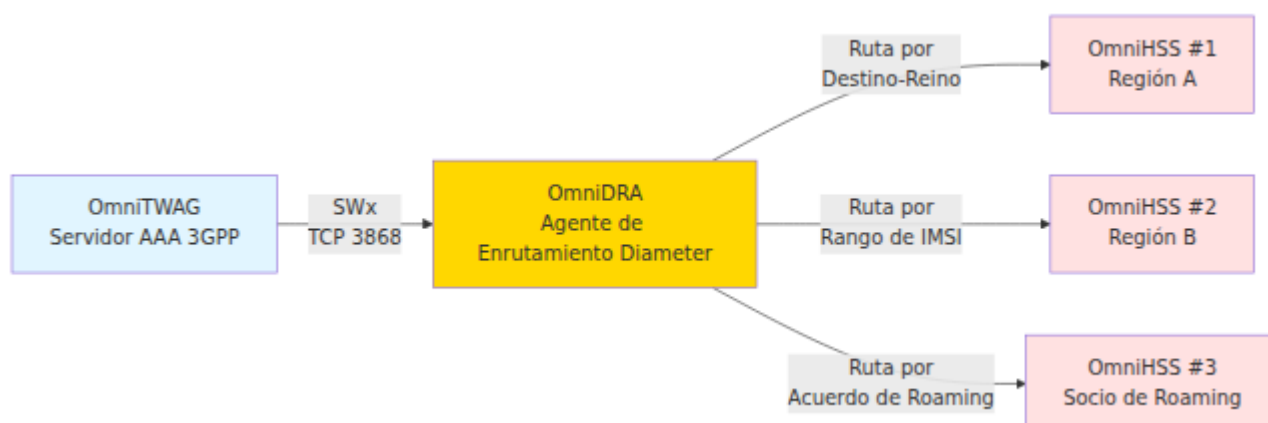 OmniTWAG
Servidor AAA 3GPP
SWx
TCP 3868
OmniDRA
Agente de
Enrutamiento Diameter
Ruta por
Destino-Reino
OmniHSS #1
Región A
Ruta por
Rango de IMSI
OmniHSS #2
Región B
Ruta por
Acuerdo de Roaming
OmniHSS #3
Socio de Roaming